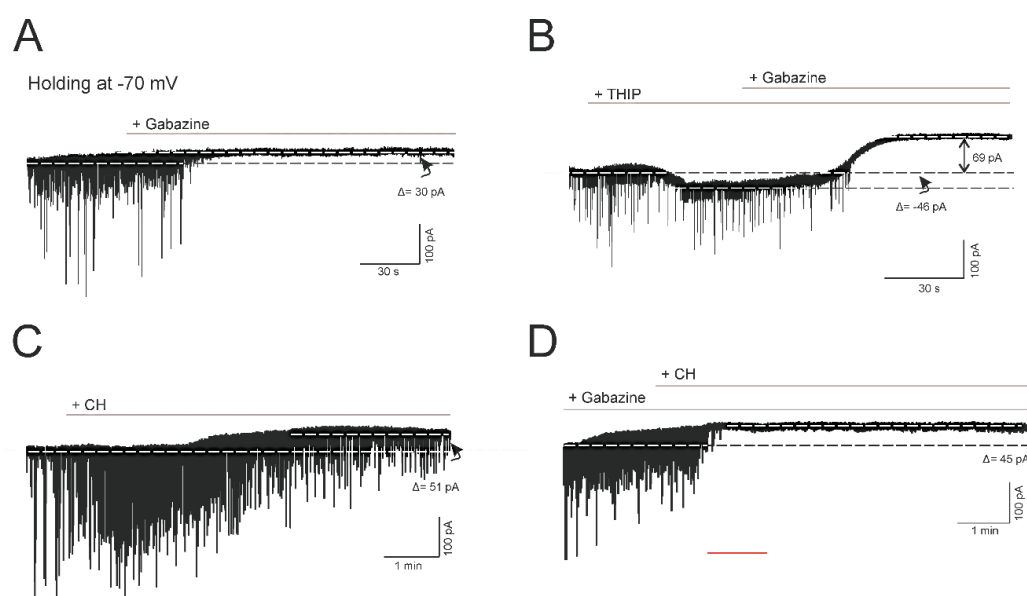 A
B
Holding at -70 mV
+ Gabazine
+ THIP
+ Gabazine
69 pA
Δ= 30 pA
Δ= -46 pA
100 pA
30 s
100 pA
30 s
C
D
+ CH
+ CH
+ Gabazine
Δ= 51 pA
Δ= 45 pA
100 pA
1 min
100 pA
1 min